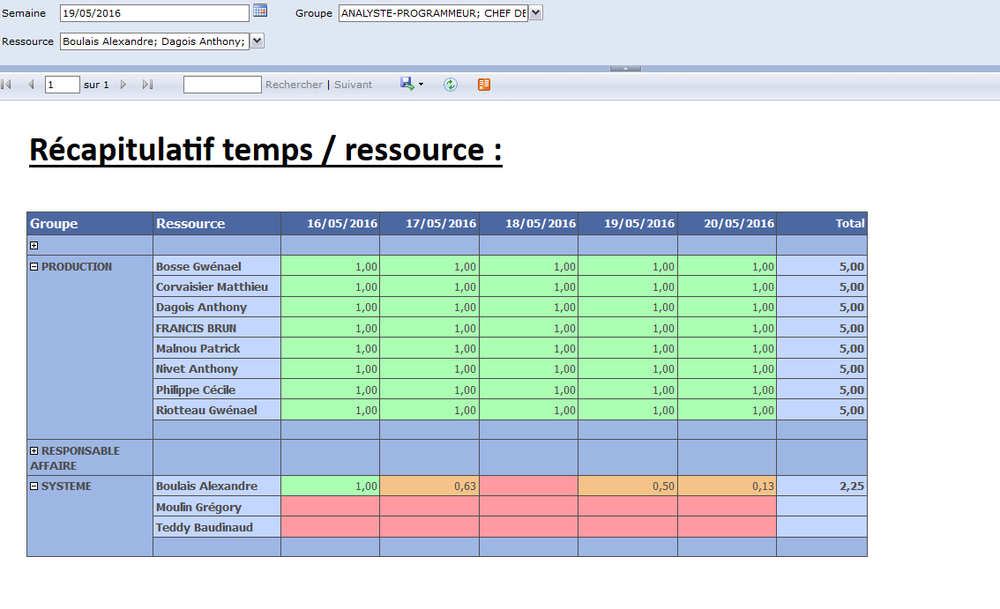 Semaine 19/05/2016 Groupe ANALYSTE-PROGRAMMEUR; CHEF DE
Ressource Boulais Alexandre; Dagois Anthony;
1 sur 1 Rechercher | Suivant
Récapitulatif temps / ressource :
Groupe Ressource 16/05/2016 17/05/2016 18/05/2016 19/05/2016 20/05/2016 Total
PRODUCTION Bosse Gwénael 1,00 1,00 1,00 1,00 1,00 5,00
Corvaisier Matthieu 1,00 1,00 1,00 1,00 1,00 5,00
Dagois Anthony 1,00 1,00 1,00 1,00 1,00 5,00
FRANCIS BRUN 1,00 1,00 1,00 1,00 1,00 5,00
Malnou Patrick 1,00 1,00 1,00 1,00 1,00 5,00
Nivet Anthony 1,00 1,00 1,00 1,00 1,00 5,00
Philippe Cécile 1,00 1,00 1,00 1,00 1,00 5,00
Riotteau Gwénael 1,00 1,00 1,00 1,00 1,00 5,00
RESPONSABLE
AFFAIRE
SYSTEME Boulais Alexandre 1,00 0,63 0,50 0,13 2,25
Moulin Grégory
Teddy Baudinaud